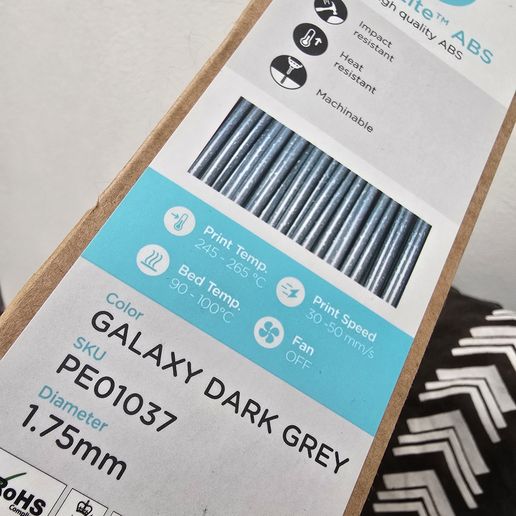 ABS
gh quality ABS
Impact
resistant
Heat
resistant
Machinable
Print Temp.
245 - 265 °C
Print Speed
30 -50 mm/s
Bed Temp.
90 - 100°C
Fan
OFF
Color
GALAXY DARK GREY
SKU
PE01037
Diameter
1.75mm
RoHS